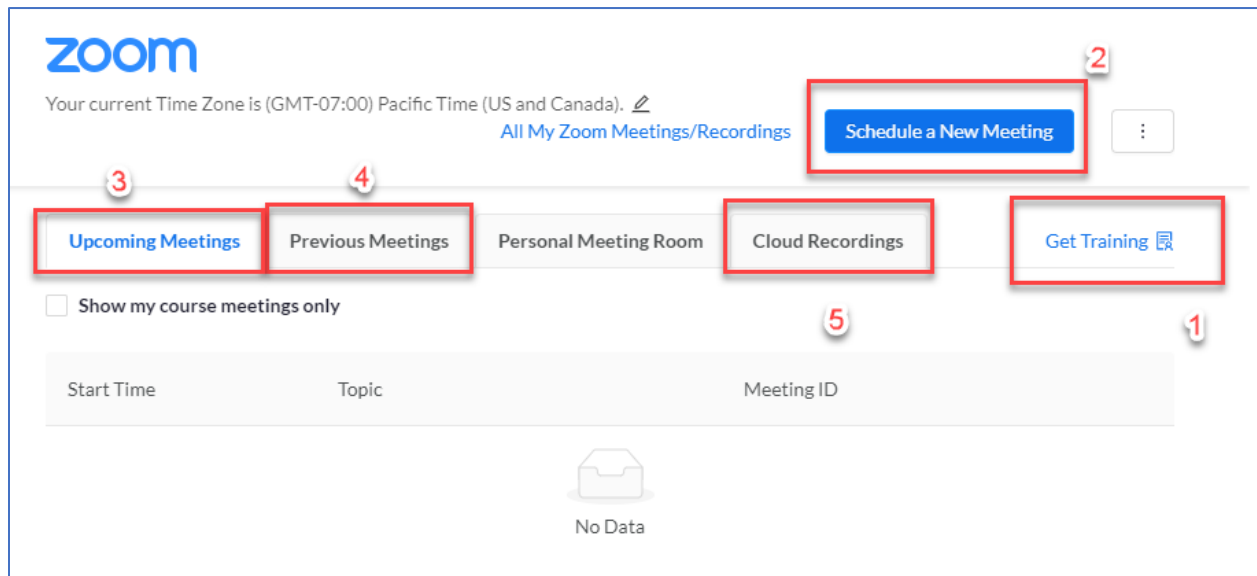 zoom
2
Your current Time Zone is (GMT-07:00) Pacific Time (US and Canada).
All My Zoom Meetings/Recordings Schedule a New Meeting
3 4
Upcoming Meetings Previous Meetings Personal Meeting Room Cloud Recordings Get Training
Show my course meetings only
5 1
Start Time Topic Meeting ID
No Data